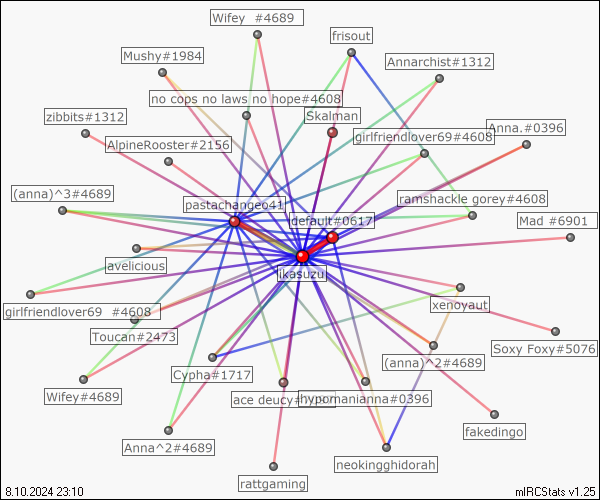 Wifey  #4689
frisout
Mushy#1984
Annarchist#1312
no cops no laws no hope#4608
zibbits#1312
Skalman
AlpineRooster#2156
girlfriendlover69#4608
Anna.#0396
(anna)^3#4689
pastachangeo41
ramshackle gorey#4608
default#0617
Mad #6901
avelicious
ikasuzu
girlfriendlover69  #4608
xenoyaut
Toucan#2473
Soxy Foxy#5076
(anna)^2#4689
Cypha#1717
Wifey#4689
ace deucy
hypomanianna#0396
fakedingo
Anna^2#4689
neokingghidorah
rattgaming
8.10.2024 23:10
mIRCStats v1.25